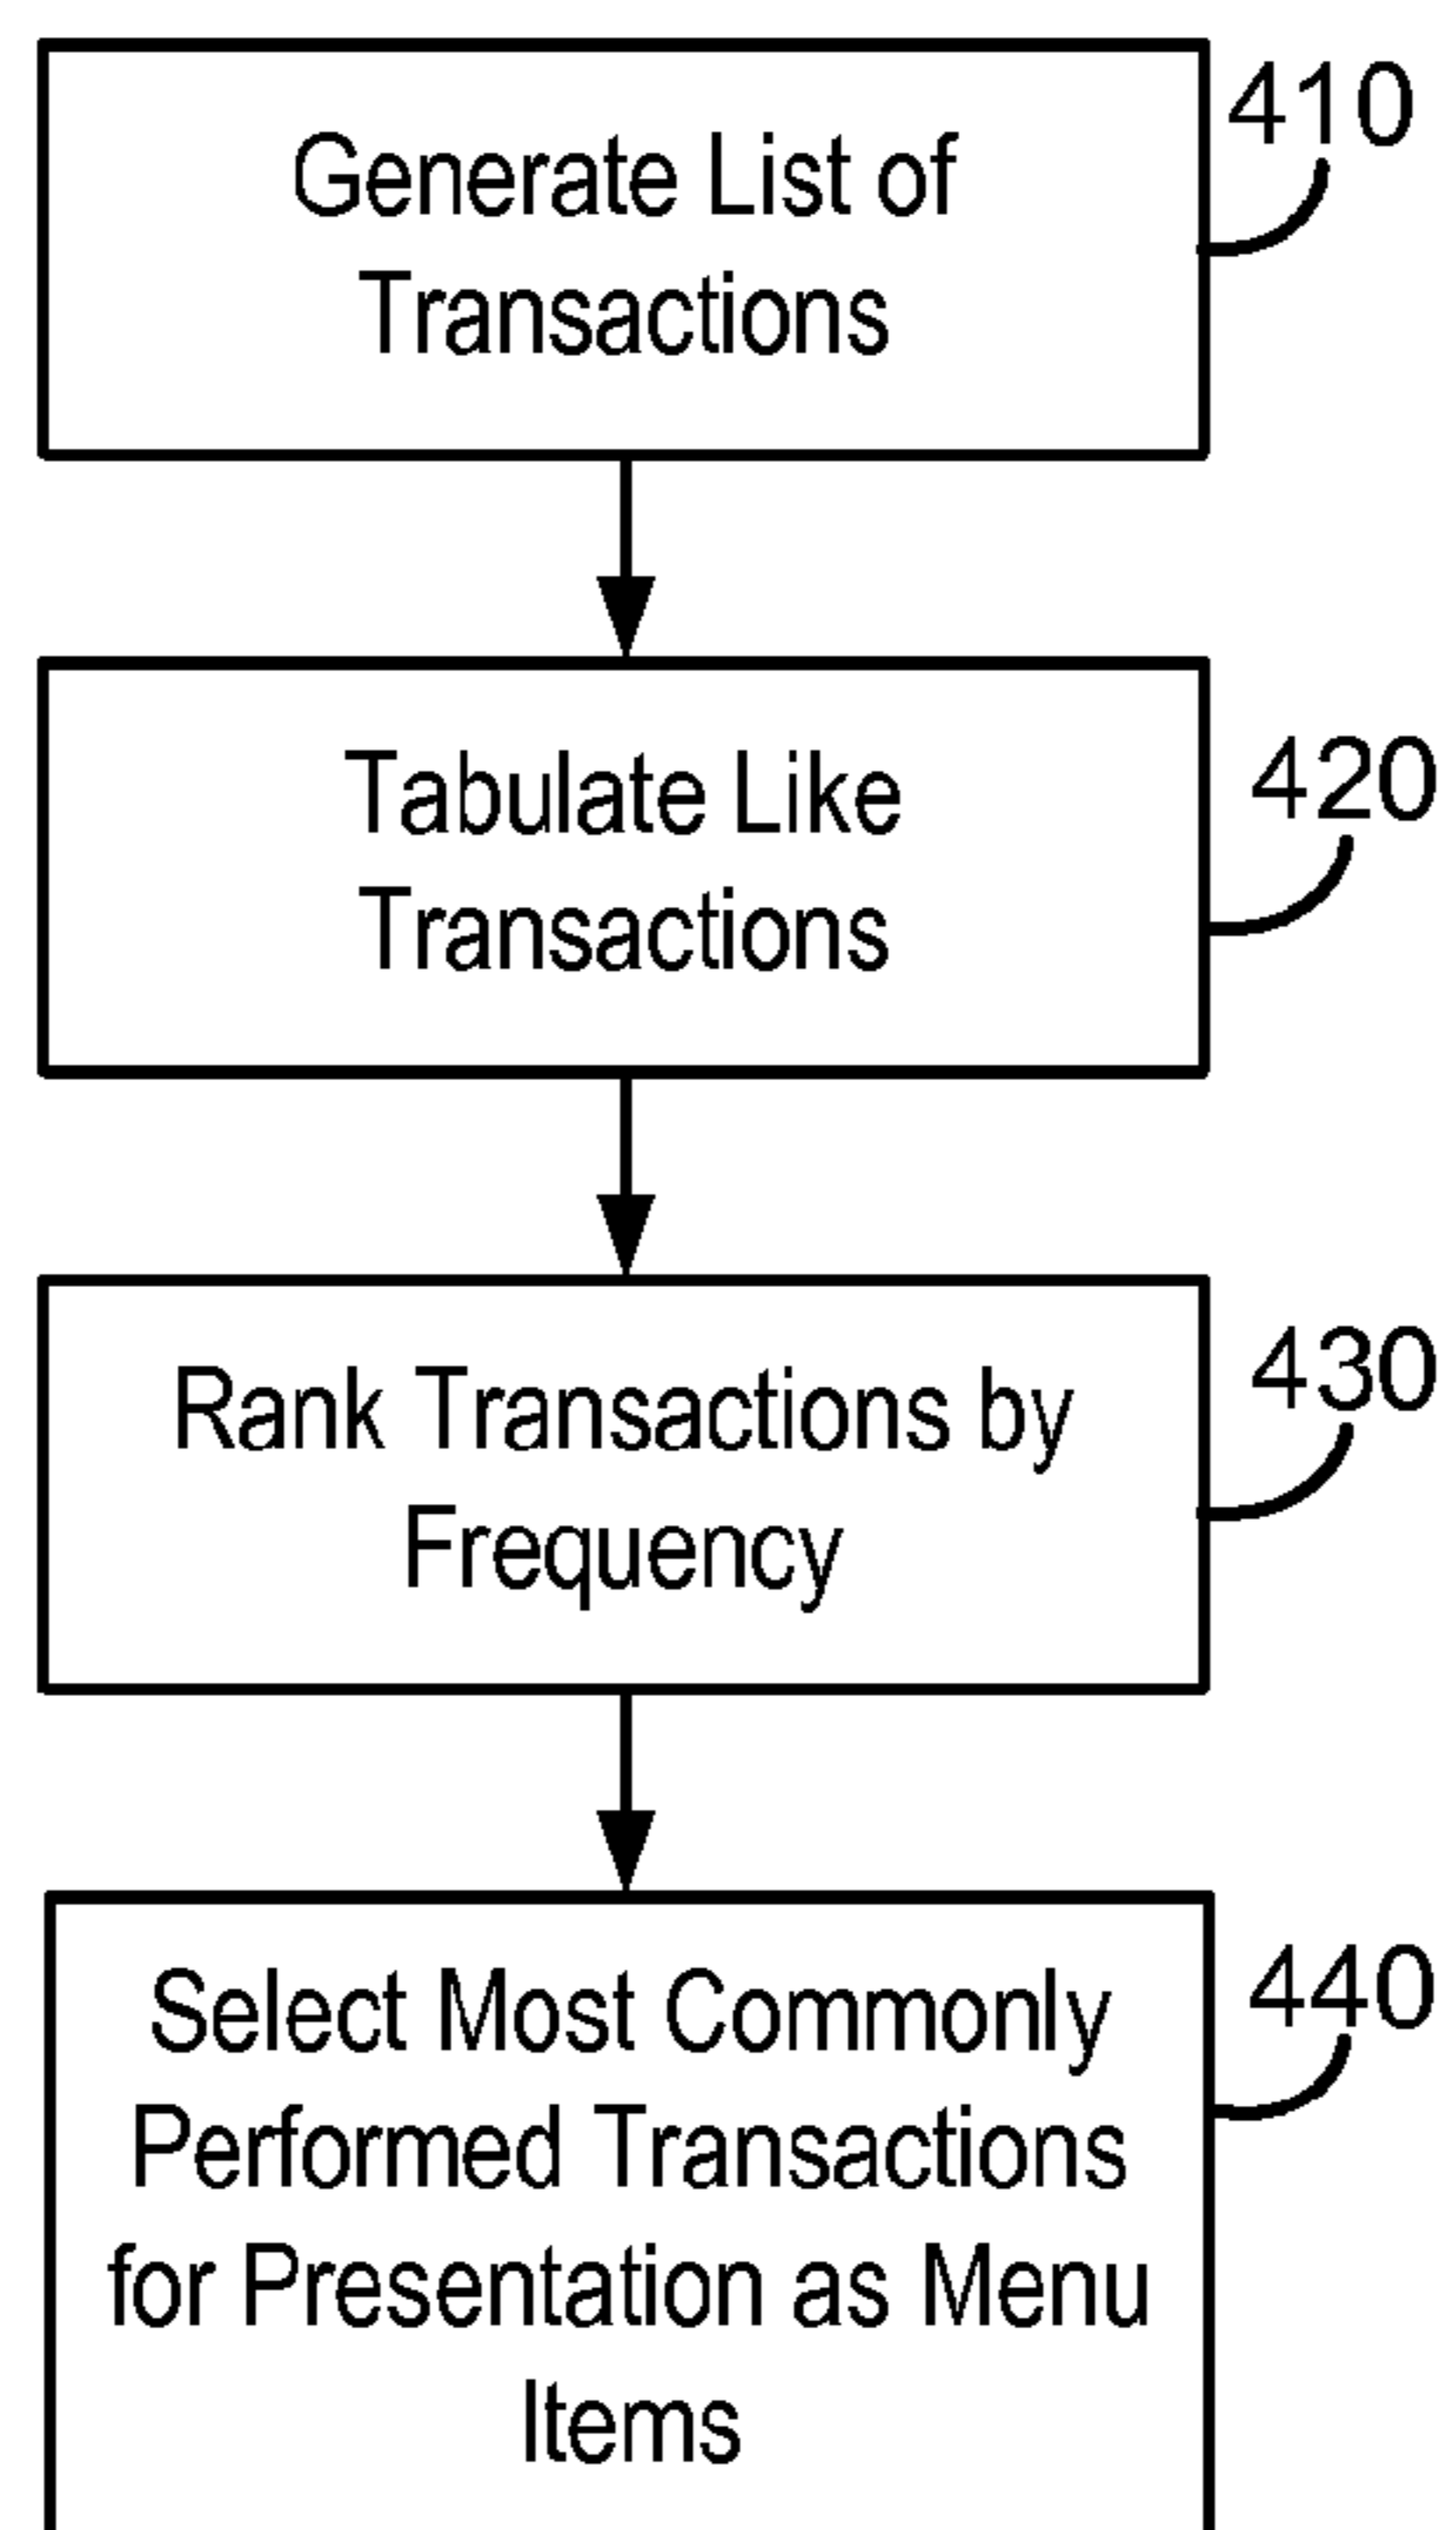 410
Generate List of
Transactions
420
Tabulate Like
Transactions
430
Rank Transactions by
Frequency
440
Select Most Commonly
Performed Transactions
for Presentation as Menu
Items